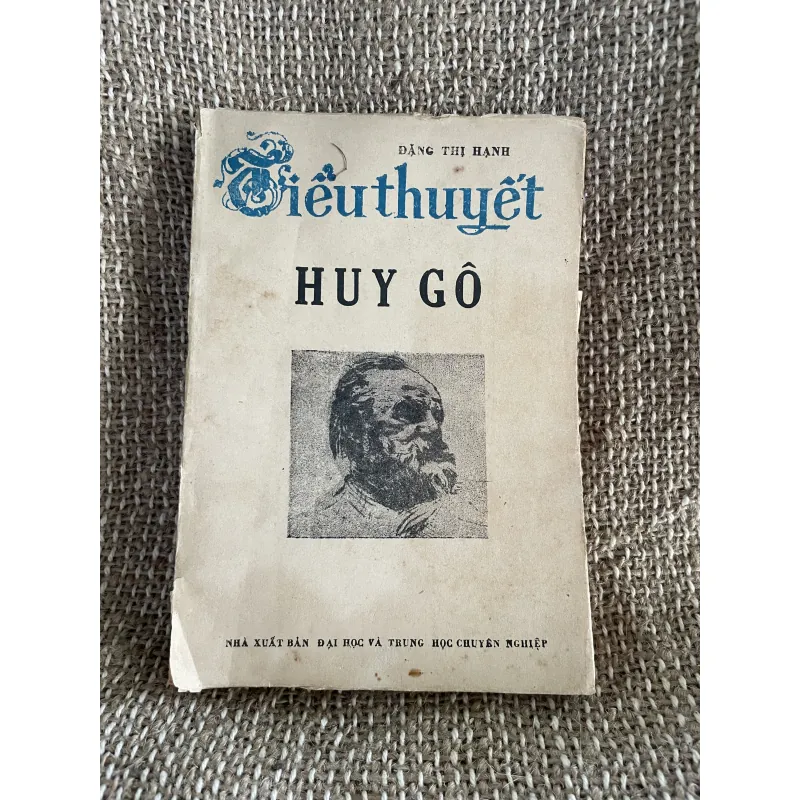 ĐẶNG THỊ HẠNH
Tiểu thuyết
HUY GÔ
NHÀ XUẤT BẢN ĐẠI HỌC VÀ TRUNG HỌC CHUYÊN NGHIỆP